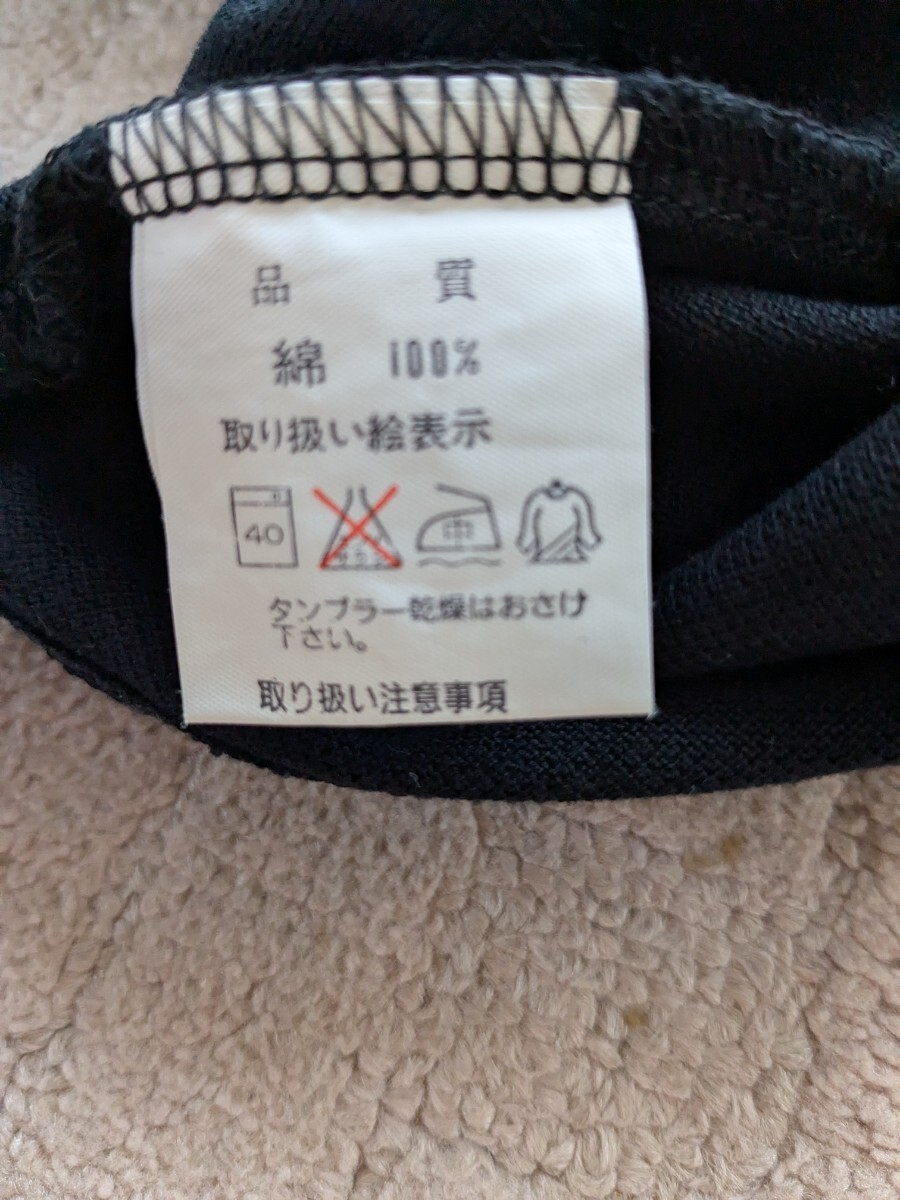 品質
綿 100%
取り扱い絵表示
40 中
タンブラー乾燥はおさけ
下さい。
取り扱い注意事項